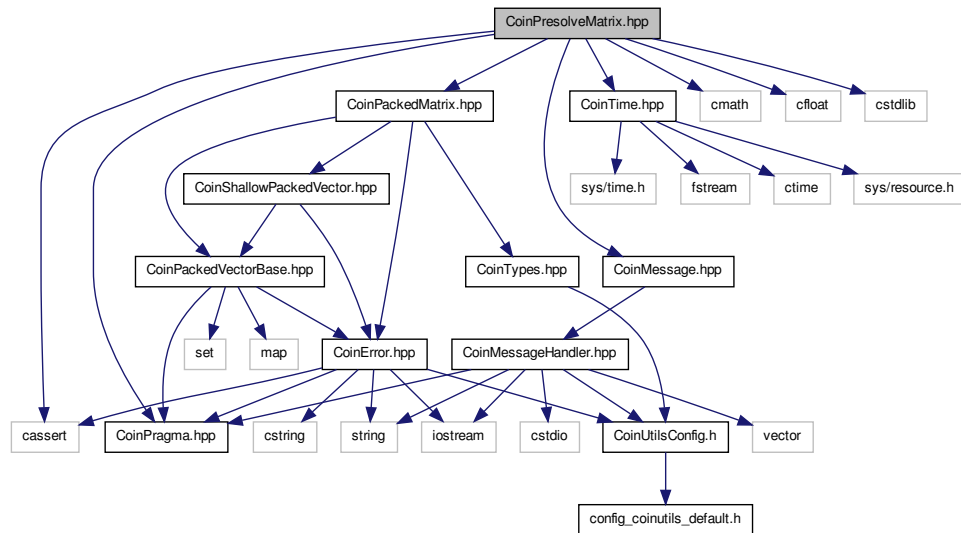 CoinPresolveMatrix.hpp
CoinPackedMatrix.hpp
CoinTime.hpp
cmath
cfloat
cstdlib
CoinShallowPackedVector.hpp
sys/time.h
fstream
ctime
sys/resource.h
CoinPackedVectorBase.hpp
CoinTypes.hpp
CoinMessage.hpp
set
map
CoinError.hpp
CoinMessageHandler.hpp
cassert
CoinPragma.hpp
cstring
string
iostream
cstdio
CoinUtilsConfig.h
vector
config_coinutils_default.h